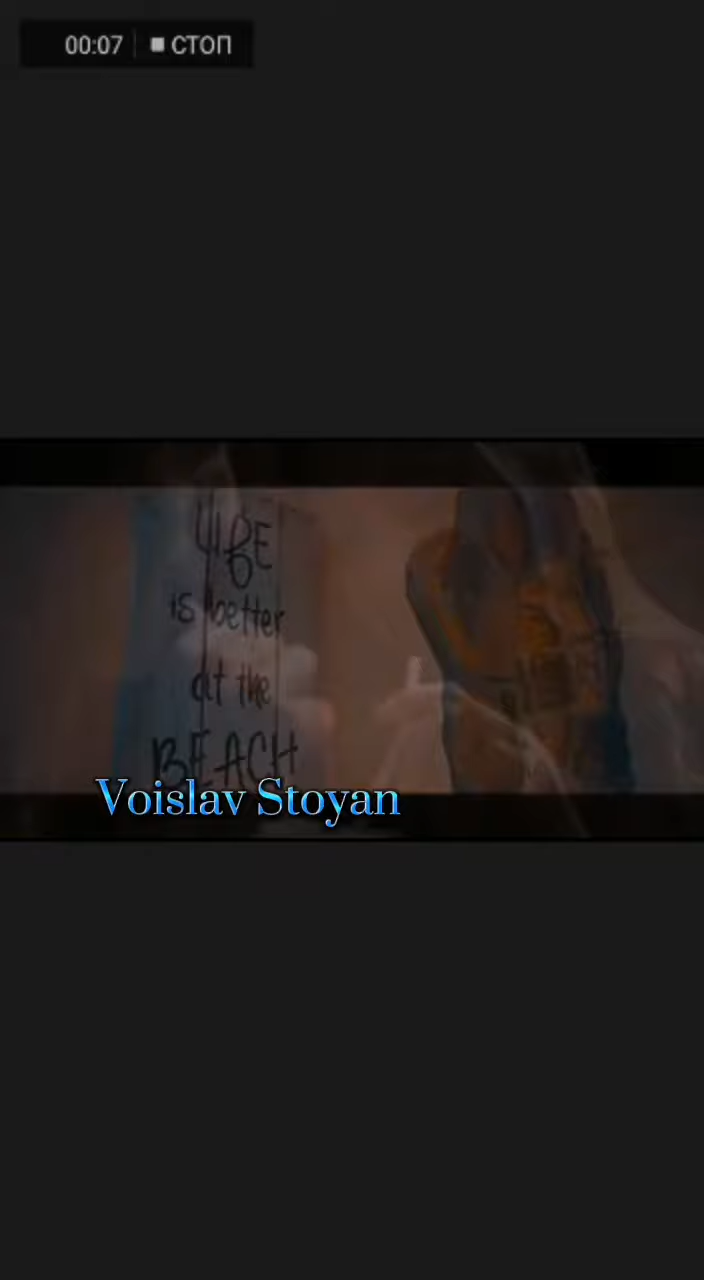 00:07 СТОП
LIFE
is better
at the
BEACH
Voislav Stoyan